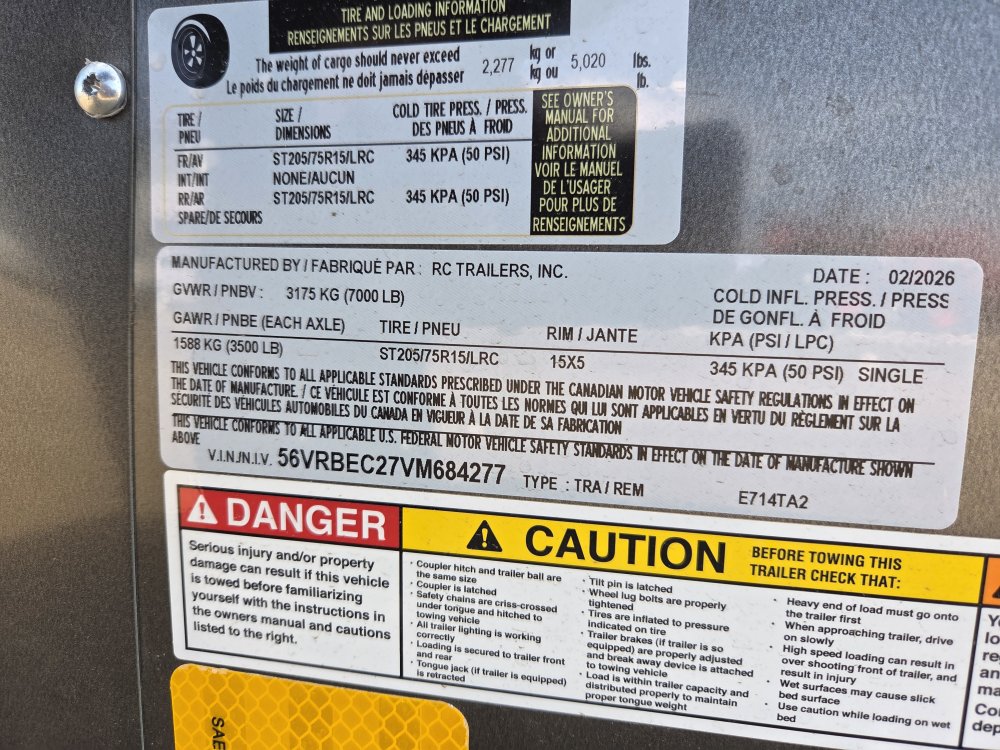 TIRE AND LOADING INFORMATION
RENSEIGNEMENTS SUR LES PNEUS ET LE CHARGEMENT
The weight of cargo should never exceed 2,277 kg or 5,020 lbs.
Le poids du chargement ne doit jamais dépasser kg ou lb.
TIRE / SIZE / COLD TIRE PRESS. / PRESS.
PNEU DIMENSIONS DES PNEUS À FROID
FR/AV ST205/75R15/LRC 345 KPA (50 PSI)
INT/INT NONE/AUCUN
RR/AR ST205/75R15/LRC 345 KPA (50 PSI)
SPARE/DE SECOURS
SEE OWNER'S
MANUAL FOR
ADDITIONAL
INFORMATION
VOIR LE MANUEL
DE L'USAGER
POUR PLUS DE
RENSEIGNEMENTS
MANUFACTURED BY / FABRIQUÉ PAR : RC TRAILERS, INC. DATE : 02/2026
GVWR / PNBV : 3175 KG (7000 LB) COLD INFL. PRESS. / PRESS
DE GONFL. À FROID
GAWR / PNBE (EACH AXLE) TIRE / PNEU RIM / JANTE KPA (PSI / LPC)
1588 KG (3500 LB) ST205/75R15/LRC 15X5 345 KPA (50 PSI) SINGLE
THIS VEHICLE CONFORMS TO ALL APPLICABLE STANDARDS PRESCRIBED UNDER THE CANADIAN MOTOR VEHICLE SAFETY REGULATIONS IN EFFECT ON
THE DATE OF MANUFACTURE. / CE VÉHICULE EST CONFORME À TOUTES LES NORMES QUI LUI SONT APPLICABLES EN VERTU DU RÈGLEMENT SUR LA
SÉCURITÉ DES VÉHICULES AUTOMOBILES DU CANADA EN VIGUEUR À LA DATE DE SA FABRICATION
THIS VEHICLE CONFORMS TO ALL APPLICABLE U.S. FEDERAL MOTOR VEHICLE SAFETY STANDARDS IN EFFECT ON THE DATE OF MANUFACTURE SHOWN
ABOVE
V.I.N./N.I.V. 56VRBEC27VM684277 TYPE : TRA / REM E714TA2
DANGER
Serious injury and/or property
damage can result if this vehicle
is towed before familiarizing
yourself with the instructions in
the owners manual and cautions
listed to the right.
CAUTION
BEFORE TOWING THIS
TRAILER CHECK THAT:
· Coupler hitch and trailer ball are
the same size
· Coupler is latched
· Safety chains are criss-crossed
under tongue and hitched to
towing vehicle
· All trailer lighting is working
correctly
· Loading is secured to trailer front
and rear
· Tongue jack (if trailer is equipped)
is retracted
· Tilt pin is latched
· Wheel lug bolts are properly
tightened
· Tires are inflated to pressure
indicated on tire
· Trailer brakes (if trailer is so
equipped) are properly adjusted
and break away device is attached
to towing vehicle
· Load is within trailer capacity and
distributed properly to maintain
proper tongue weight
· Heavy end of load must go onto
the trailer first
· When approaching trailer, drive
on slowly
· High speed loading can result in
over shooting front of trailer, and
result in injury
· Wet surfaces may cause slick
bed surface
· Use caution while loading on wet
bed
SAE